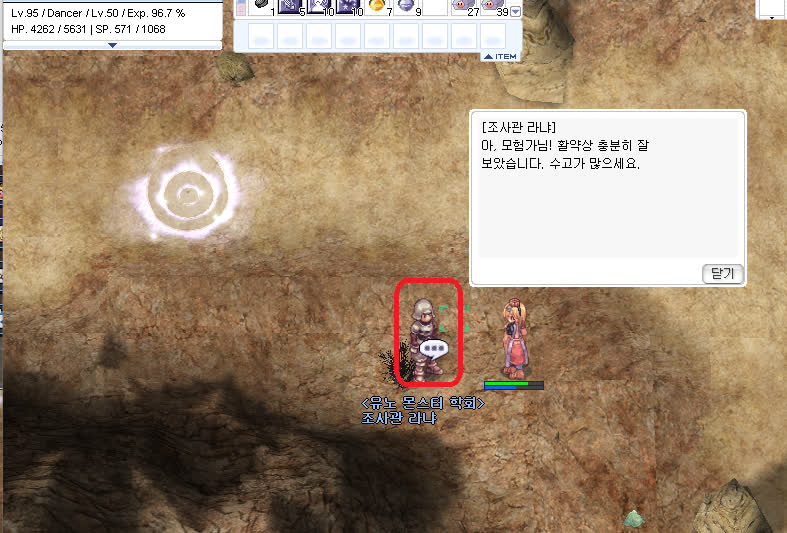 Lv.95 / Dancer / Lv.50 / Exp. 96.7 %
HP. 4262 / 5631 | SP. 571 / 1068
1 5 10 10 7 9 27 39
ITEM
[조사관 라냐]
아, 모험가님! 활약상 충분히 잘
보았습니다. 수고가 많으세요.
닫기
<유노 몬스터 학회>
조사관 라냐